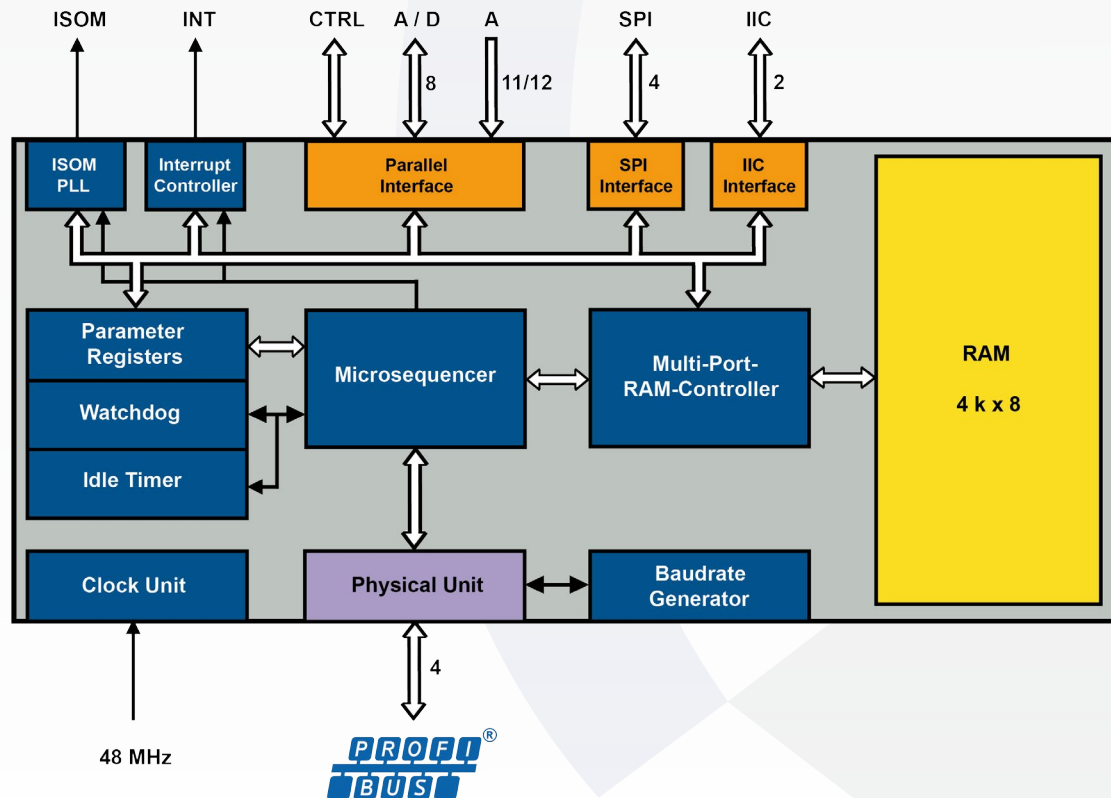 ISOM
INT
CTRL
A / D
A
SPI
IIC
8
11/12
4
2
ISOM
PLL
Interrupt
Controller
Parallel
Interface
SPI
Interface
IIC
Interface
Parameter
Registers
Watchdog
Idle Timer
Microsequencer
Multi-Port-
RAM-Controller
RAM
4 k x 8
Clock Unit
Physical Unit
Baudrate
Generator
4
48 MHz
PROFI®
BUS